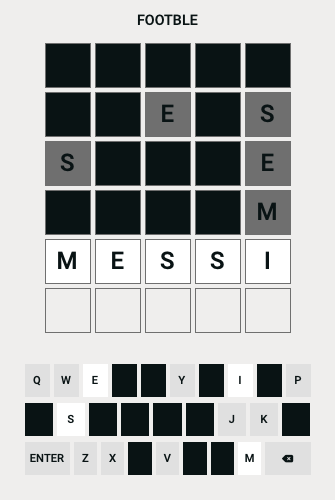 FOOTBLE
E S
S E
M
M E S S I
Q W E Y I P
S J K
ENTER Z X V M